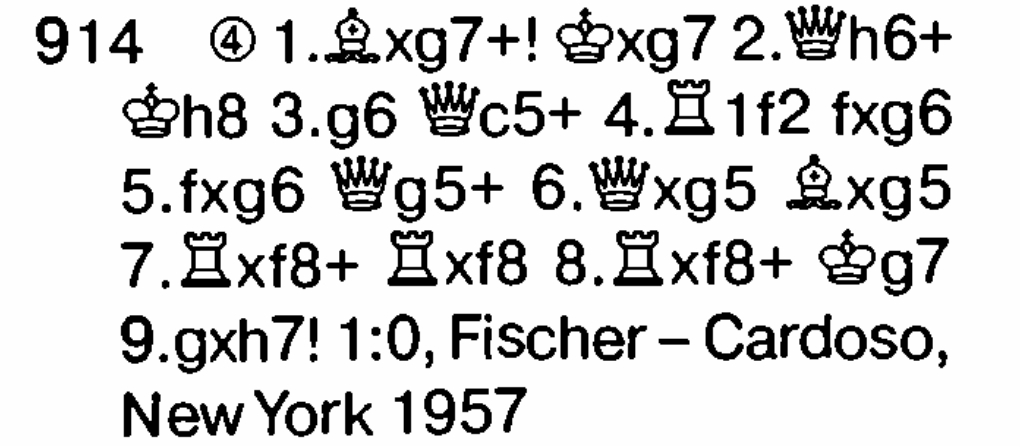 914 ④ 1.♗xg7+! ♔xg7 2.♕h6+
♔h8 3.g6 ♕c5+ 4.♖1f2 fxg6
5.fxg6 ♕g5+ 6.♕xg5 ♗xg5
7.♖xf8+ ♖xf8 8.♖xf8+ ♔g7
9.gxh7! 1:0, Fischer – Cardoso,
New York 1957